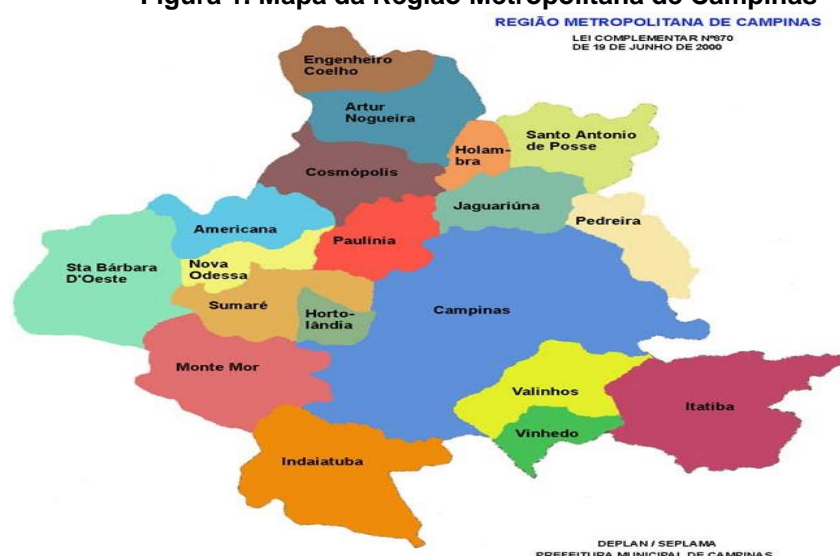 Figura 1: Mapa da Região Metropolitana de Campinas
REGIÃO METROPOLITANA DE CAMPINAS
LEI COMPLEMENTAR Nº870
DE 19 DE JUNHO DE 2000
Engenheiro
Coelho
Artur
Nogueira
Holam-
bra
Santo Antonio
de Posse
Cosmópolis
Jaguariúna
Pedreira
Americana
Paulínia
Nova
Odessa
Sta Bárbara
D'Oeste
Sumaré
Horto-
lândia
Campinas
Monte Mor
Valinhos
Itatiba
Vinhedo
Indaiatuba
DEPLAN / SEPLAMA
PREFEITURA MUNICIPAL DE CAMPINAS